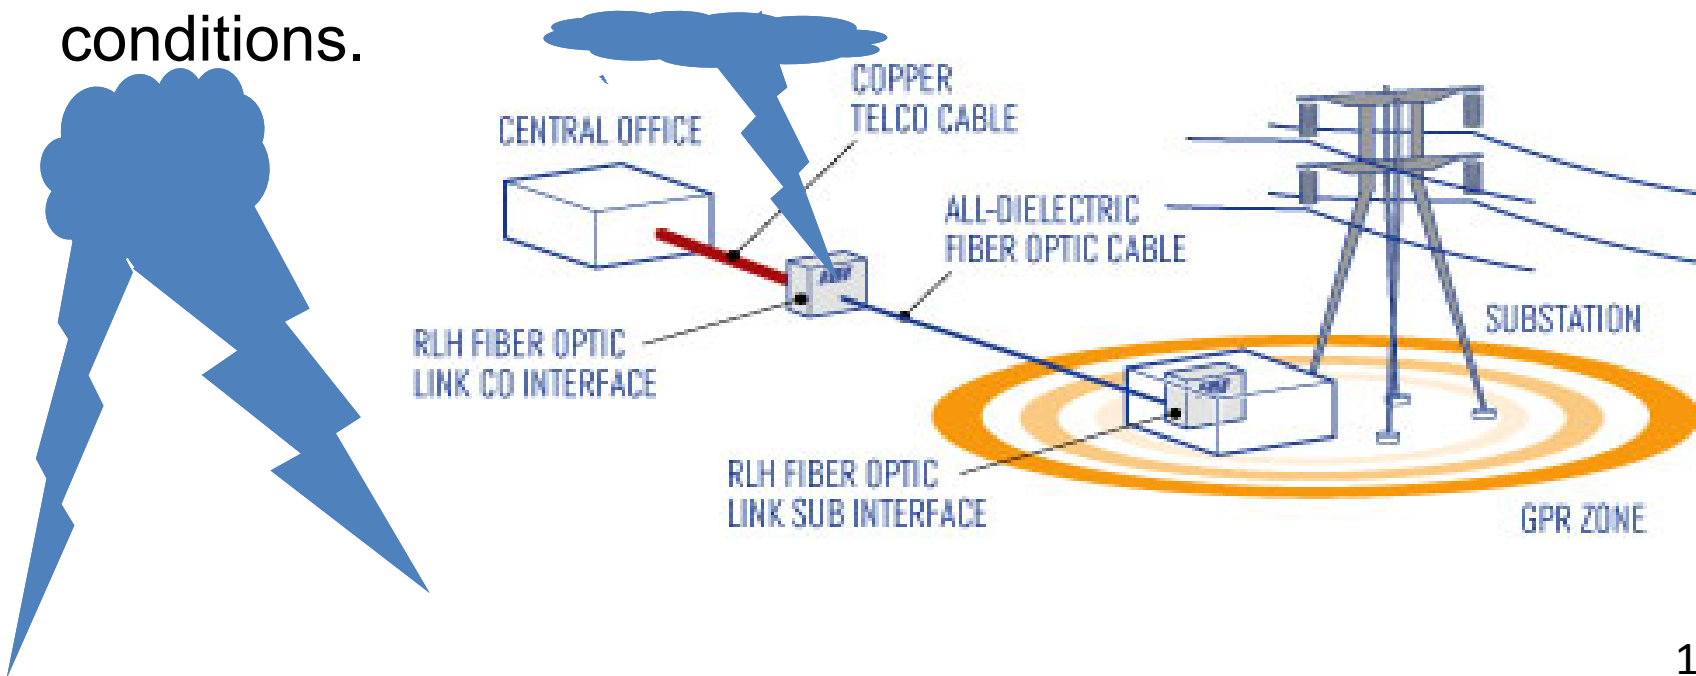 conditions.
COPPER
TELCO CABLE
CENTRAL OFFICE
ALL-DIELECTRIC
FIBER OPTIC CABLE
SUBSTATION
RLH FIBER OPTIC
LINK CO INTERFACE
RLH FIBER OPTIC
LINK SUB INTERFACE
GPR ZONE
1